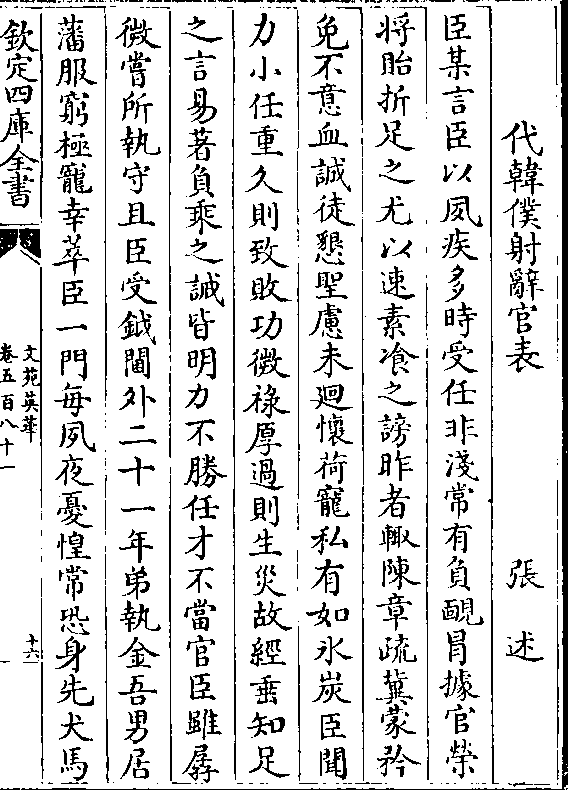 代韓僕射辭官表 張述
臣某言臣以夙疾多時受任非淺常有負靦冒據官榮
將貽折足之尤以速素飡之謗昨者輙陳章疏冀蒙矜
免不意血誠徒懇聖慮未迴懷荷寵私有如氷炭臣聞
力小任重久則致敗功微祿厚過則生災故經垂知足
之言易著負乘之誡皆明力不勝任才不當官臣雖孱
微嘗所執守且臣受鉞閫外二十一年弟執金吾男居
藩服窮極寵幸萃臣一門每夙夜憂惶常恐身先犬馬
欽定四庫全書
文苑英華
卷五百八十一
十六